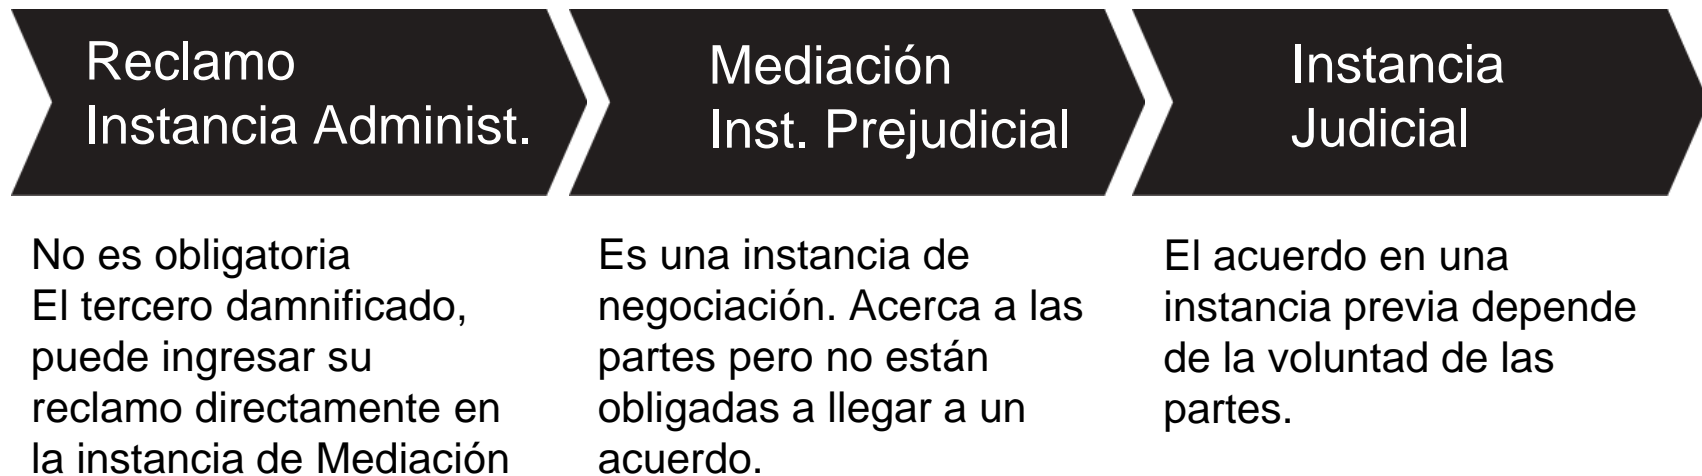 Reclamo
Instancia Administ.
No es obligatoria
El tercero damnificado,
puede ingresar su
reclamo directamente en
la instancia de Mediación
Mediación
Inst. Prejudicial
Es una instancia de
negociación. Acerca a las
partes pero no están
obligadas a llegar a un
acuerdo.
Instancia
Judicial
El acuerdo en una
instancia previa depende
de la voluntad de las
partes.